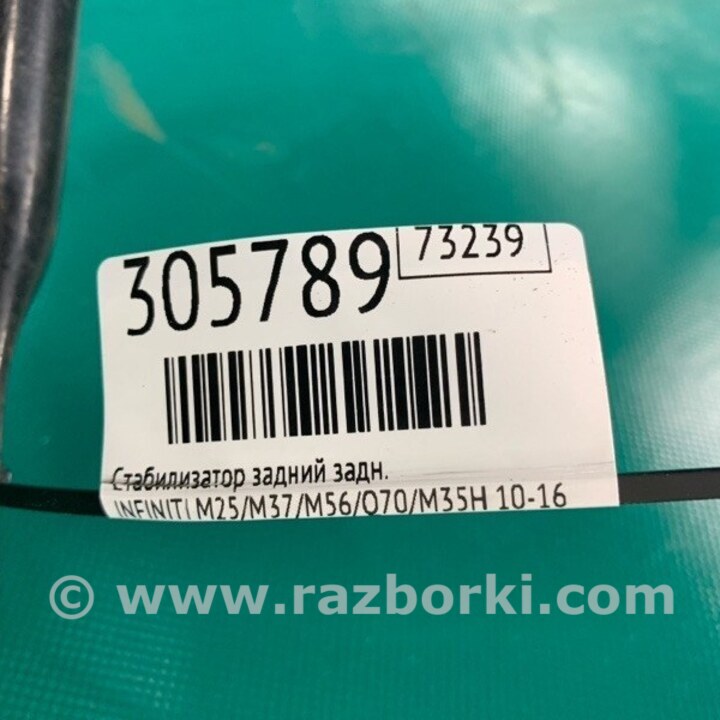 305789
73239
Стабилизатор задний задн.
INFINITI M25/M37/M56/Q70/M35H 10-16
© www.razborki.com